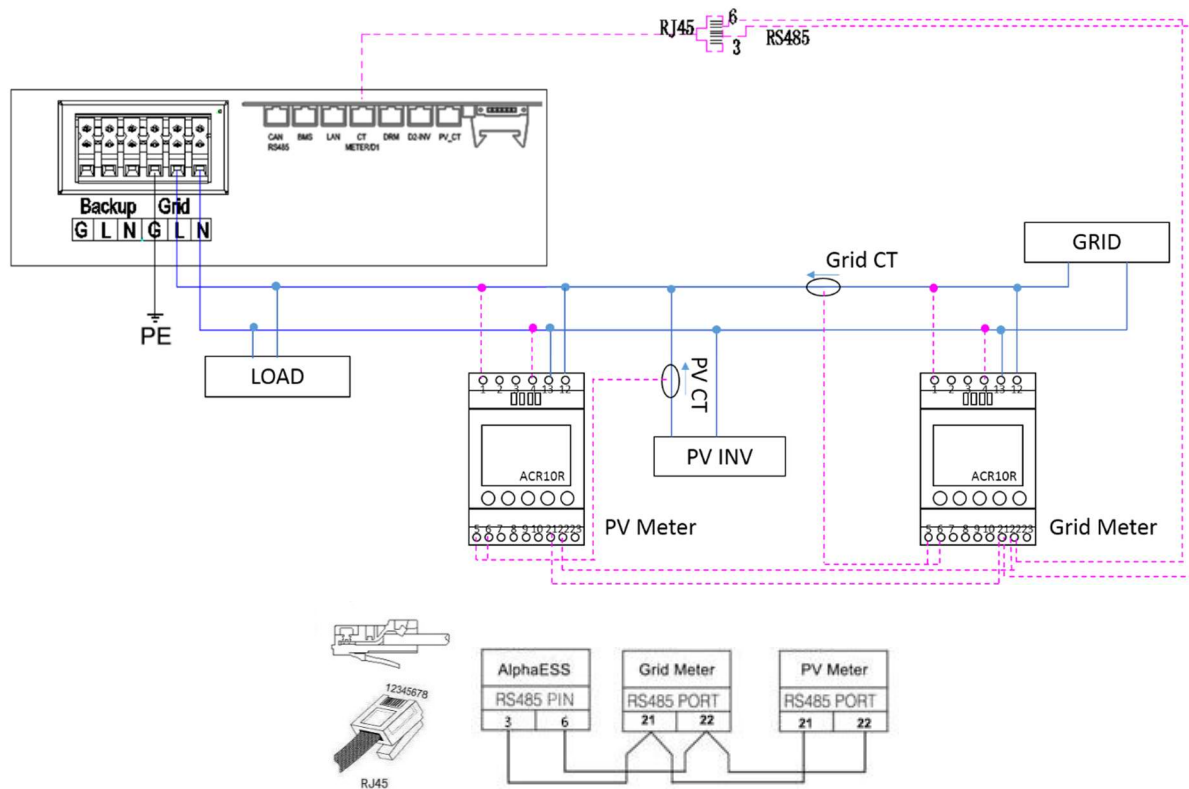 6
RJ45
3
RS485
CAN
RS485
BMS
LAN
CT
METER/D1
DRM
D2-INV
PV_CT
Backup
Grid
G L N G L N
PE
GRID
Grid CT
LOAD
PV CT
PV INV
1 2 3 4 13 12
ACR10R
5 6 7 8 9 10 21 22 23
PV Meter
1 2 3 4 13 12
ACR10R
5 6 7 8 9 10 21 22 23
Grid Meter
12345678
RJ45
AlphaESS
RS485 PIN
3 6
Grid Meter
RS485 PORT
21 22
PV Meter
RS485 PORT
21 22